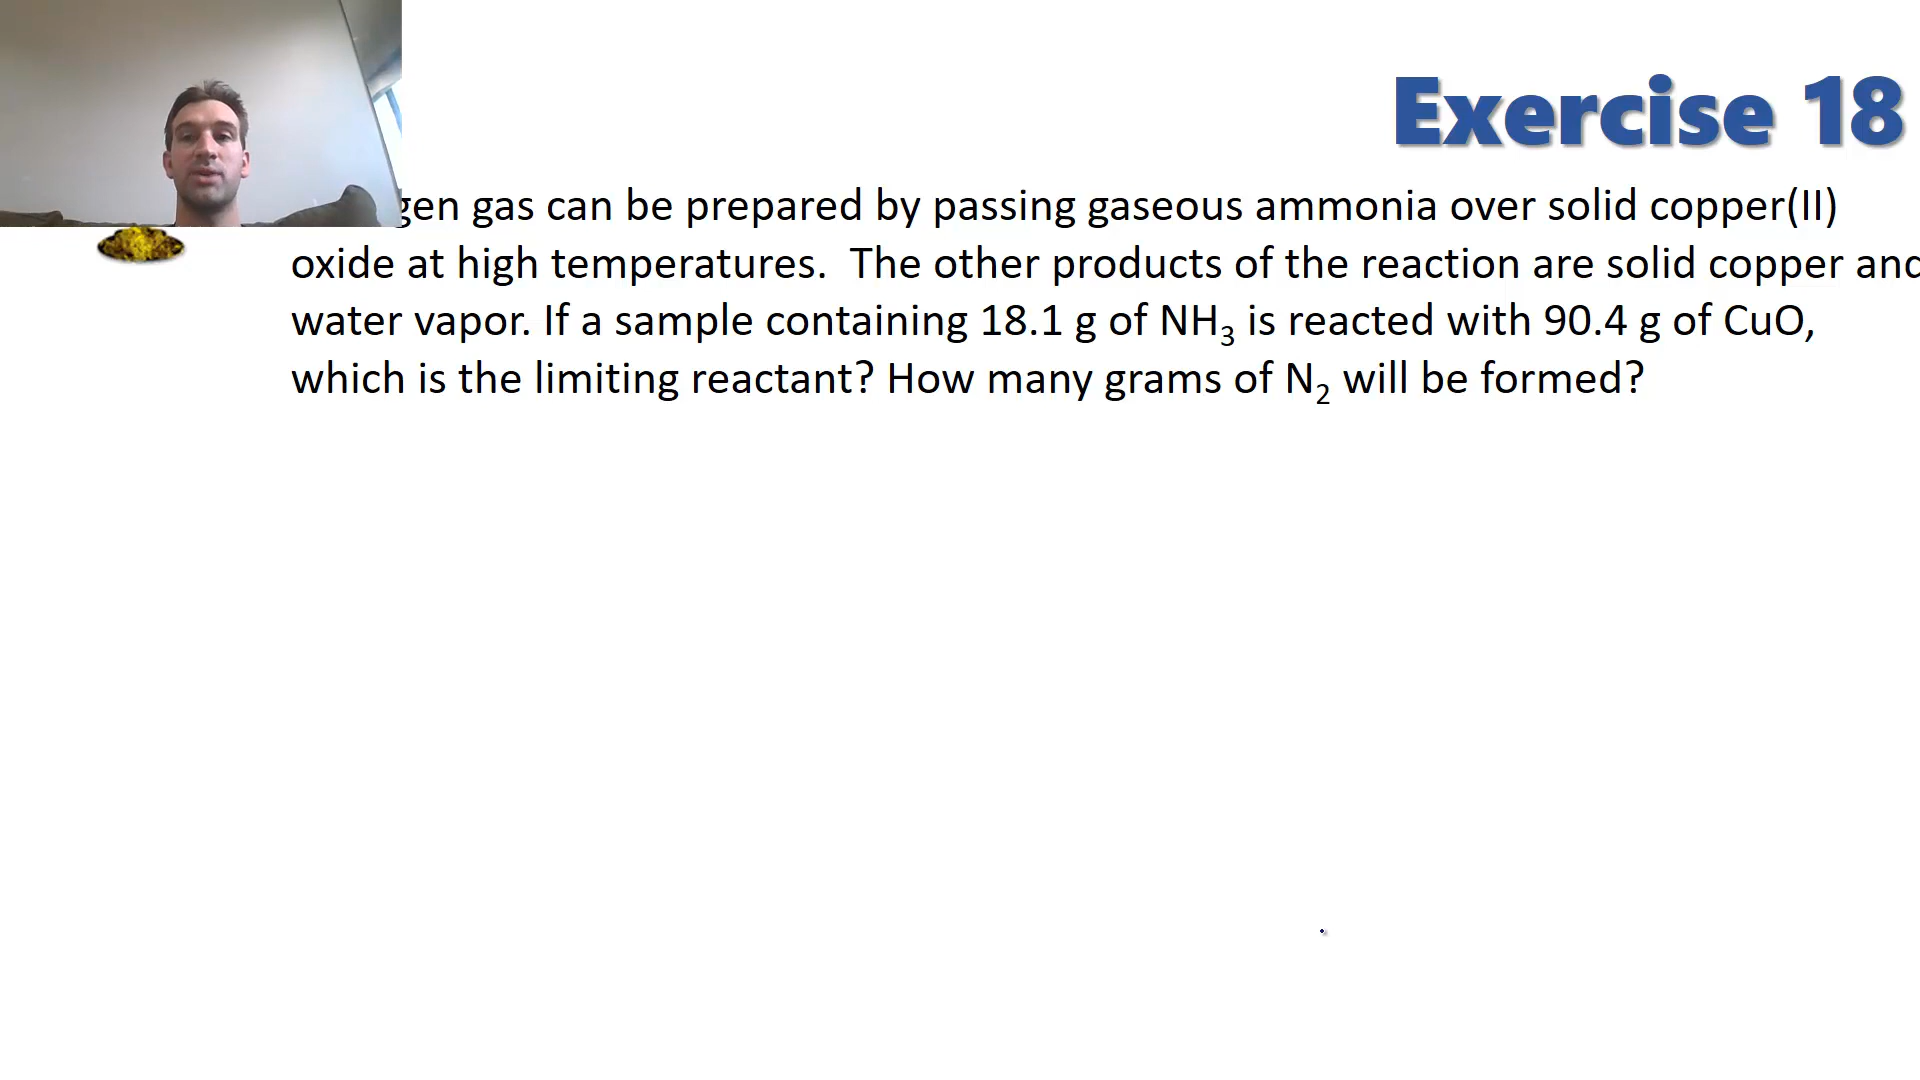 Exercise 18
gas can be prepared by passing gaseous ammonia over solid copper(II)
oxide at high temperatures. The other products of the reaction are solid copper and
water vapor. If a sample containing 18.1 g of NH₃ is reacted with 90.4 g of CuO,
which is the limiting reactant? How many grams of N₂ will be formed?